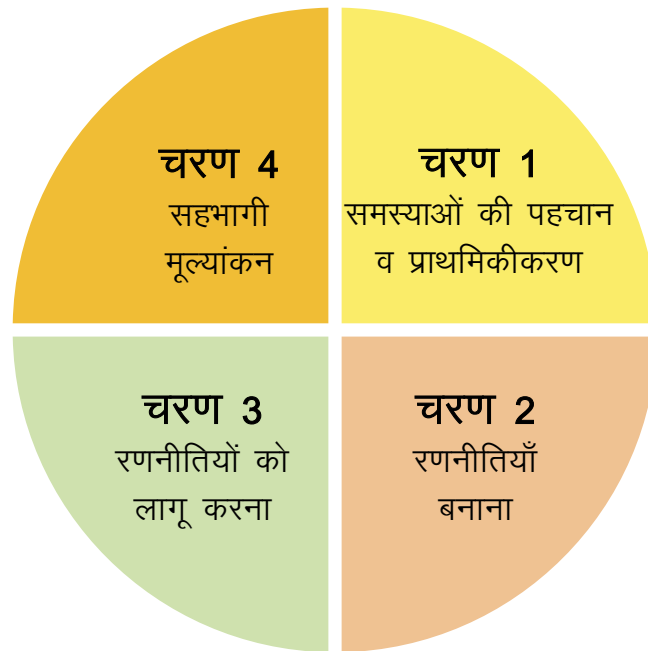 चरण 4
सहभागी
मूल्यांकन
चरण 1
समस्याओं की पहचान
व प्राथमिकीकरण
चरण 3
रणनीतियों को
लागू करना
चरण 2
रणनीतियाँ
बनाना